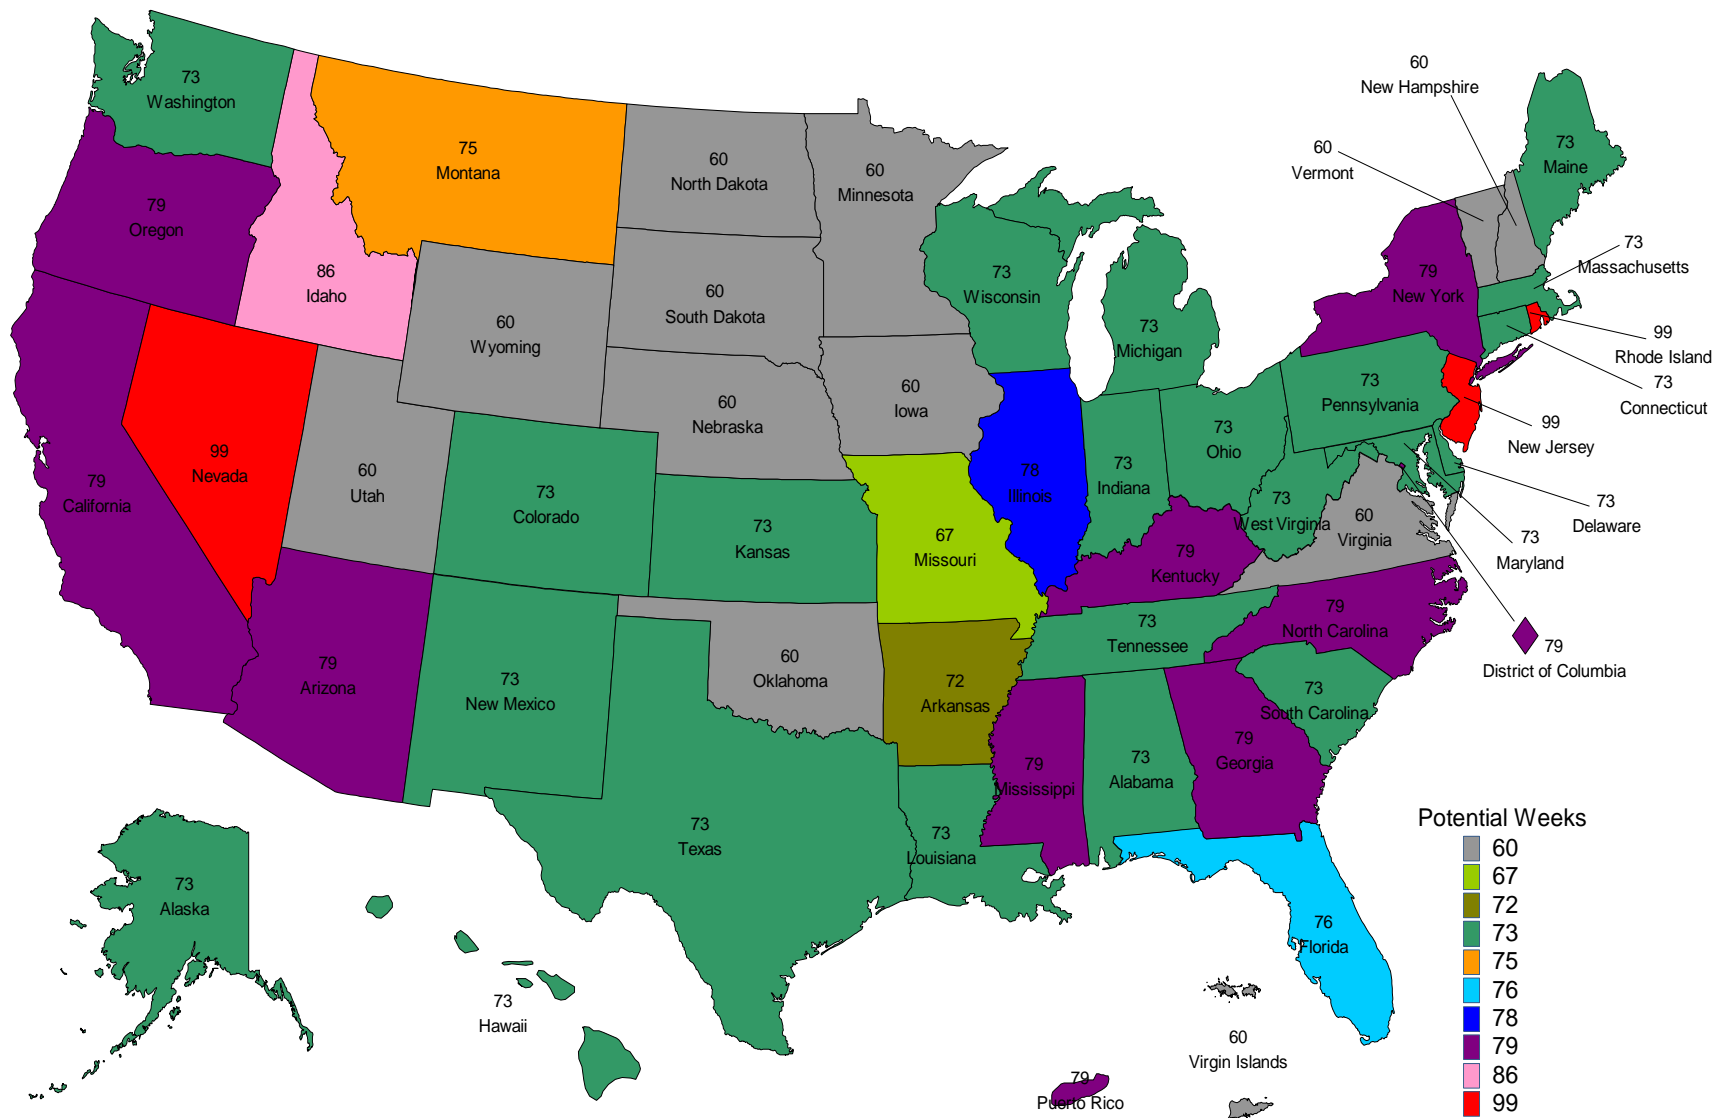 73
Washington
79
Oregon
86
Idaho
75
Montana
60
North Dakota
60
Minnesota
60
South Dakota
60
Wyoming
60
Nebraska
60
Iowa
73
Wisconsin
73
Michigan
60
New Hampshire
60
Vermont
73
Maine
79
New York
73
Massachusetts
99
Rhode Island
73
Connecticut
99
New Jersey
73
Pennsylvania
73
Delaware
73
Maryland
79
District of Columbia
79
California
99
Nevada
60
Utah
73
Colorado
73
Kansas
67
Missouri
78
Illinois
73
Indiana
73
Ohio
73
West Virginia
60
Virginia
79
Kentucky
79
North Carolina
73
Tennessee
73
South Carolina
79
Arizona
73
New Mexico
60
Oklahoma
72
Arkansas
79
Mississippi
73
Alabama
79
Georgia
73
Texas
73
Louisiana
76
Florida
73
Alaska
73
Hawaii
79
Puerto Rico
60
Virgin Islands
Potential Weeks
60
67
72
73
75
76
78
79
86
99